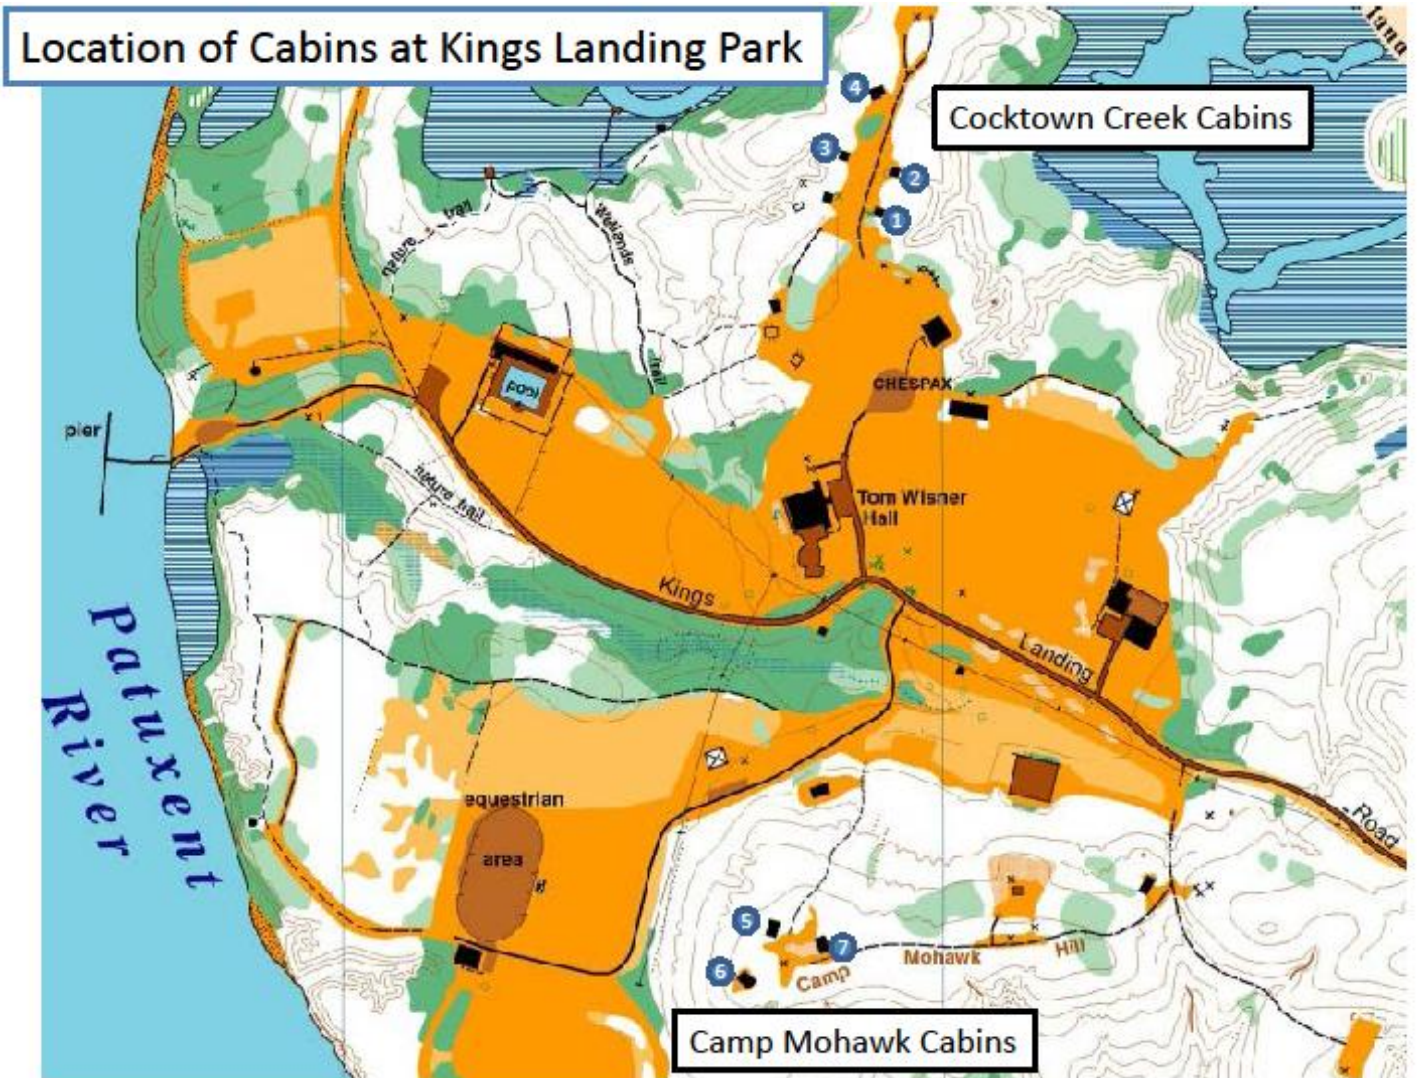 Location of Cabins at Kings Landing Park
Cocktown Creek Cabins
4
3
2
1
nature trail
Wetlands
trail
pool
CHESPAX
pier
nature trail
Tom Wisner
Hall
Kings
Landing
Road
Patuxent
River
equestrian
area
5
6
7
Camp
Mohawk
Hill
Camp Mohawk Cabins